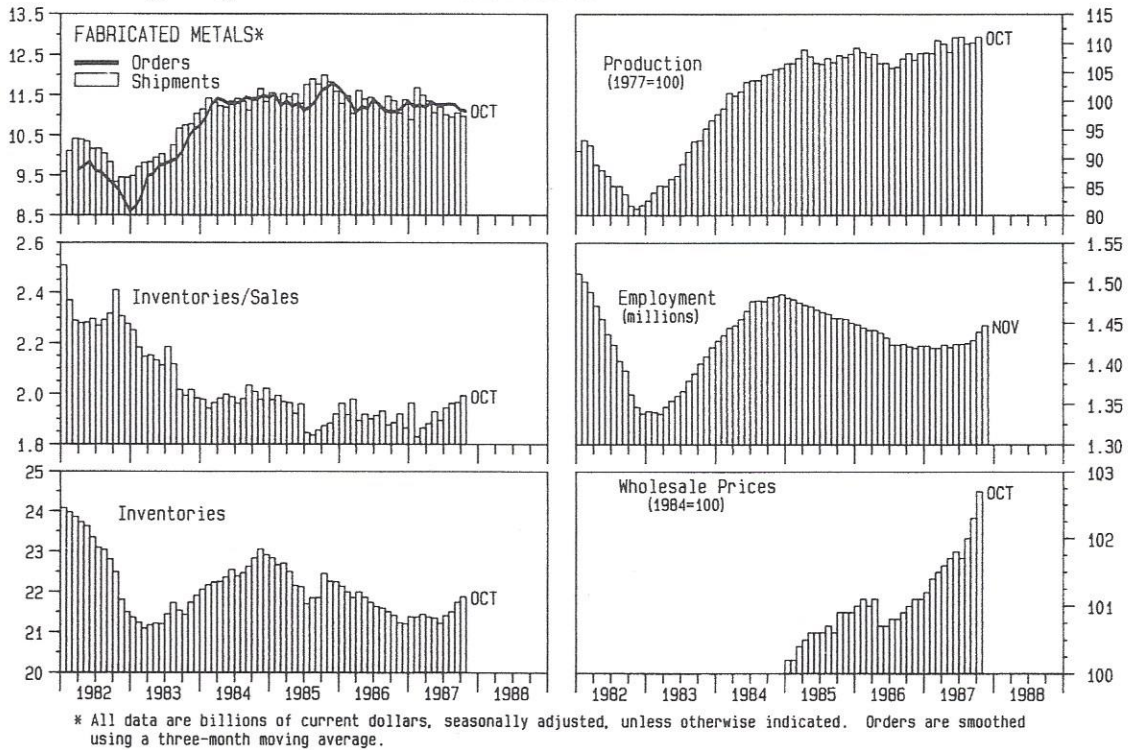 FABRICATED METALS*
Orders
Shipments
13.5
12.5
11.5
10.5
9.5
8.5
OCT
Production
(1977=100)
115
110
105
100
95
90
85
80
OCT
2.6
2.4
2.2
2.0
1.8
Inventories/Sales
OCT
Employment
(millions)
1.55
1.50
1.45
1.40
1.35
1.30
NOV
25
24
23
22
21
20
Inventories
OCT
Wholesale Prices
(1984=100)
103
102
101
100
OCT
1982 1983 1984 1985 1986 1987 1988
1982 1983 1984 1985 1986 1987 1988
* All data are billions of current dollars, seasonally adjusted, unless otherwise indicated. Orders are smoothed
using a three-month moving average.